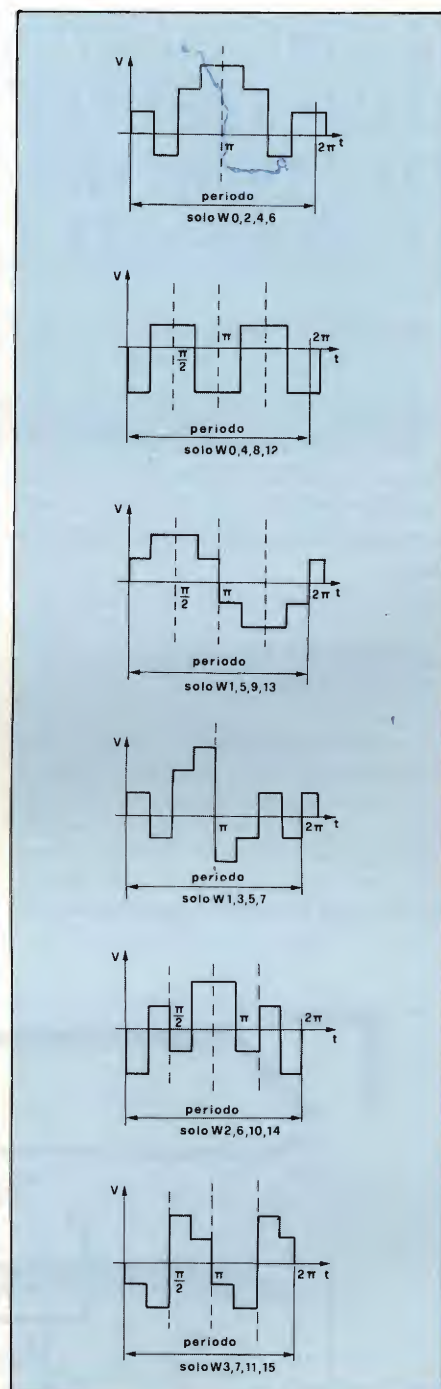 V
π
2π
t
periodo
solo W0,2,4,6
V
π/2
π
2π
t
periodo
solo W0,4,8,12
V
π/2
π
2π
t
periodo
solo W1,5,9,13
V
π
2π
t
periodo
solo W1,3,5,7
V
π/2
π
2π
t
periodo
solo W2,6,10,14
V
π/2
π
2π
t
periodo
solo W3,7,11,15